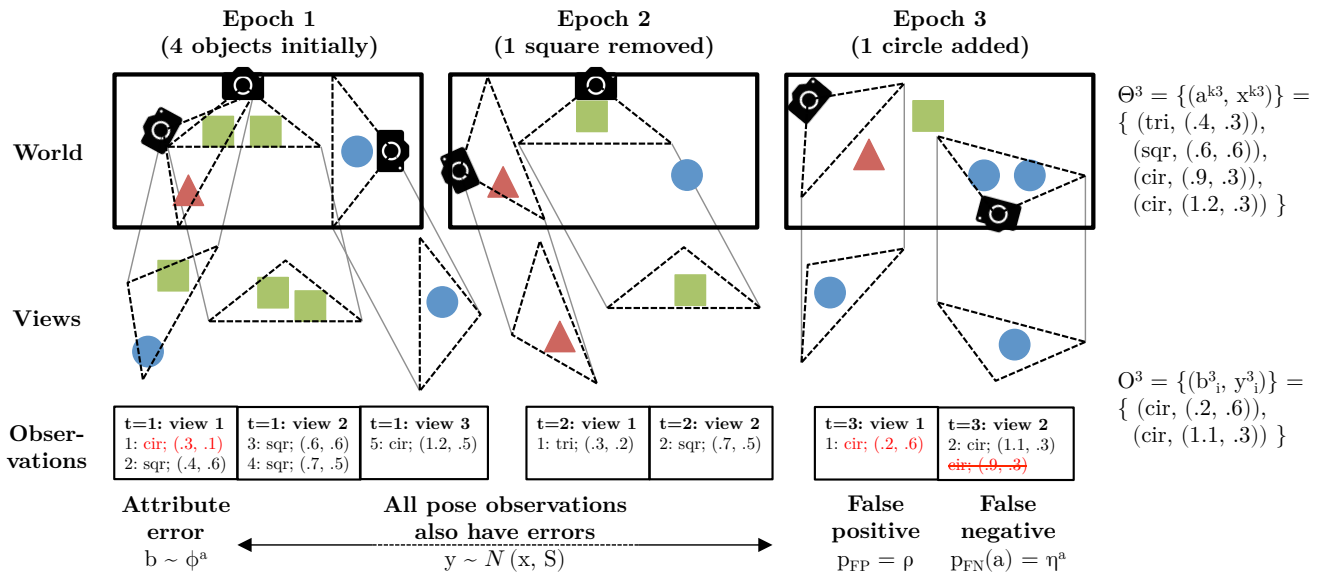 Epoch 1
(4 objects initially)
Epoch 2
(1 square removed)
Epoch 3
(1 circle added)
World
Θ³ = {(aᵏ³, xᵏ³)} =
{ (tri, (.4, .3)),
(sqr, (.6, .6)),
(cir, (.9, .3)),
(cir, (1.2, .3)) }
Views
O³ = {(b³ᵢ, y³ᵢ)} =
{ (cir, (.2, .6)),
(cir, (1.1, .3)) }
Obser-
vations
t=1: view 1
1: cir; (.3, .1)
2: sqr; (.4, .6)
t=1: view 2
3: sqr; (.6, .6)
4: sqr; (.7, .5)
t=1: view 3
5: cir; (1.2, .5)
t=2: view 1
1: tri; (.3, .2)
t=2: view 2
2: sqr; (.7, .5)
t=3: view 1
1: cir; (.2, .6)
t=3: view 2
2: cir; (1.1, .3)
cir; (.9, .3)
Attribute
error
b ~ ϕᵃ
All pose observations
also have errors
y ~ N (x, S)
False
positive
p_FP = ρ
False
negative
p_FN(a) = ηᵃ